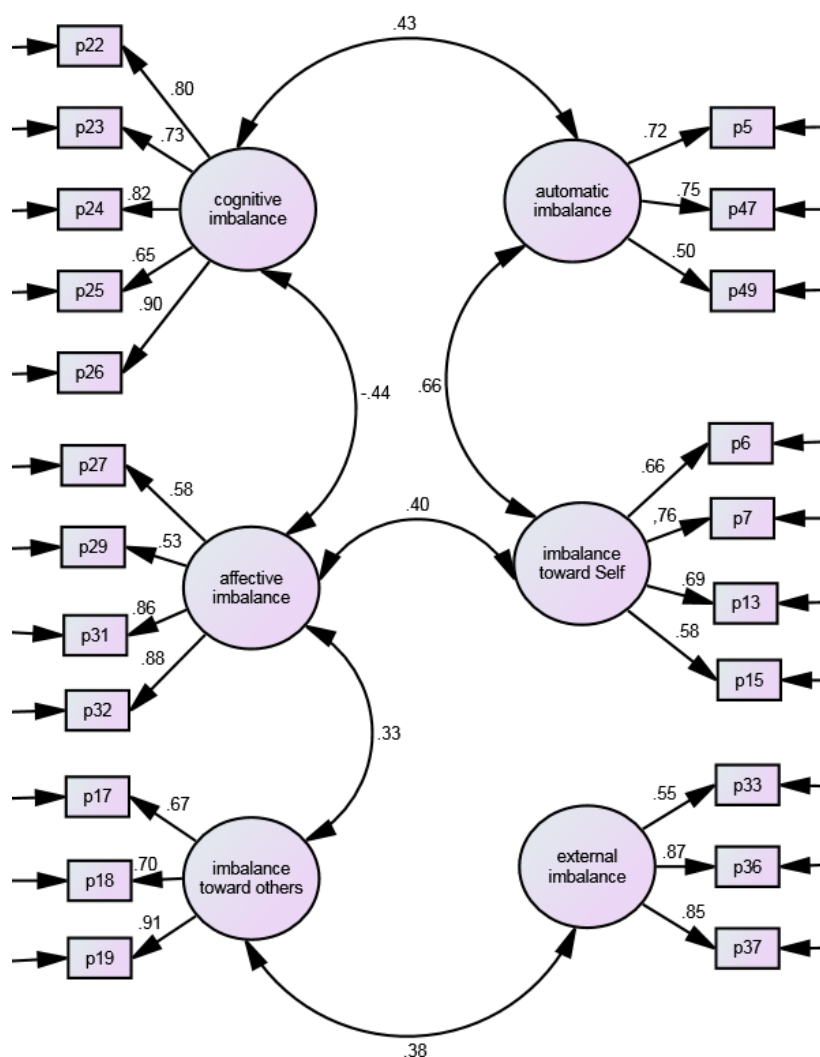 .43
p22
.80
p23
.73
p24
.82
p25
.65
p26
.90
cognitive
imbalance
automatic
imbalance
.72
p5
.75
p47
.50
p49
-.44
.66
p27
.58
p29
.53
p31
.86
p32
.88
affective
imbalance
.40
imbalance
toward Self
.66
p6
,76
p7
.69
p13
.58
p15
.33
p17
.67
p18
.70
p19
.91
imbalance
toward others
external
imbalance
.55
p33
.87
p36
.85
p37
.38